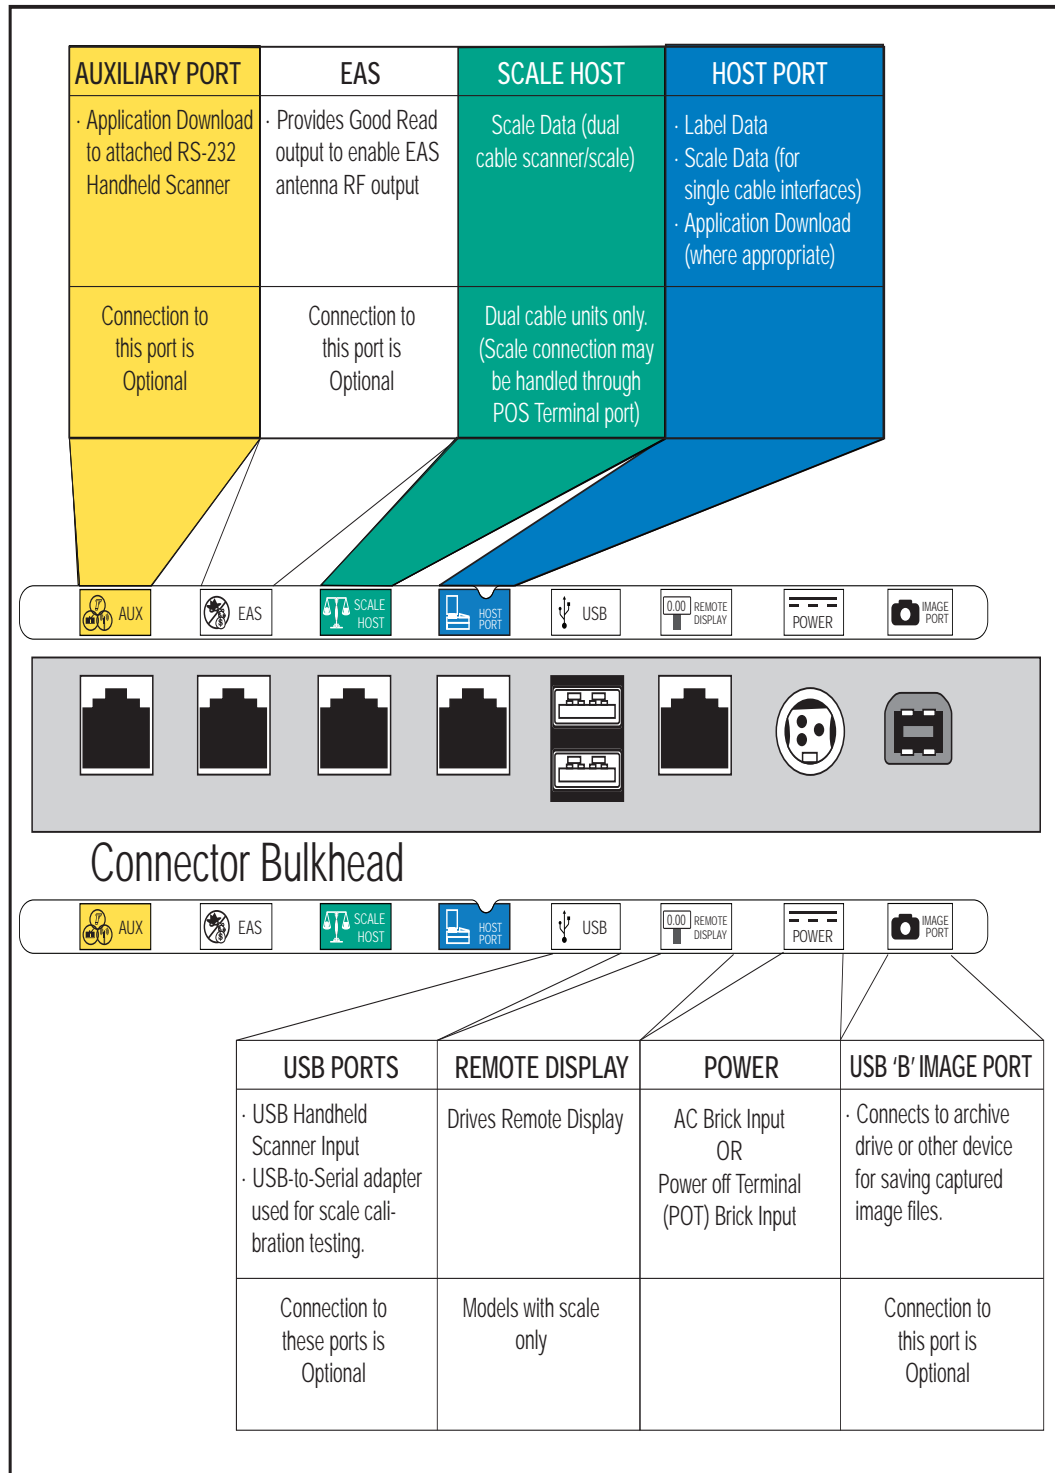 AUXILIARY PORT
· Application Download
to attached RS-232
Handheld Scanner
Connection to
this port is
Optional
EAS
· Provides Good Read
output to enable EAS
antenna RF output
Connection to
this port is
Optional
SCALE HOST
Scale Data (dual
cable scanner/scale)
Dual cable units only.
(Scale connection may
be handled through
POS Terminal port)
HOST PORT
· Label Data
· Scale Data (for
single cable interfaces)
· Application Download
(where appropriate)
AUX
EAS
SCALE
HOST
HOST
PORT
USB
0.00 REMOTE
DISPLAY
POWER
IMAGE
PORT
Connector Bulkhead
AUX
EAS
SCALE
HOST
HOST
PORT
USB
0.00 REMOTE
DISPLAY
POWER
IMAGE
PORT
USB PORTS
· USB Handheld
Scanner Input
· USB-to-Serial adapter
used for scale cali-
bration testing.
Connection to
these ports is
Optional
REMOTE DISPLAY
Drives Remote Display
Models with scale
only
POWER
AC Brick Input
OR
Power off Terminal
(POT) Brick Input
USB ‘B’ IMAGE PORT
· Connects to archive
drive or other device
for saving captured
image files.
Connection to
this port is
Optional